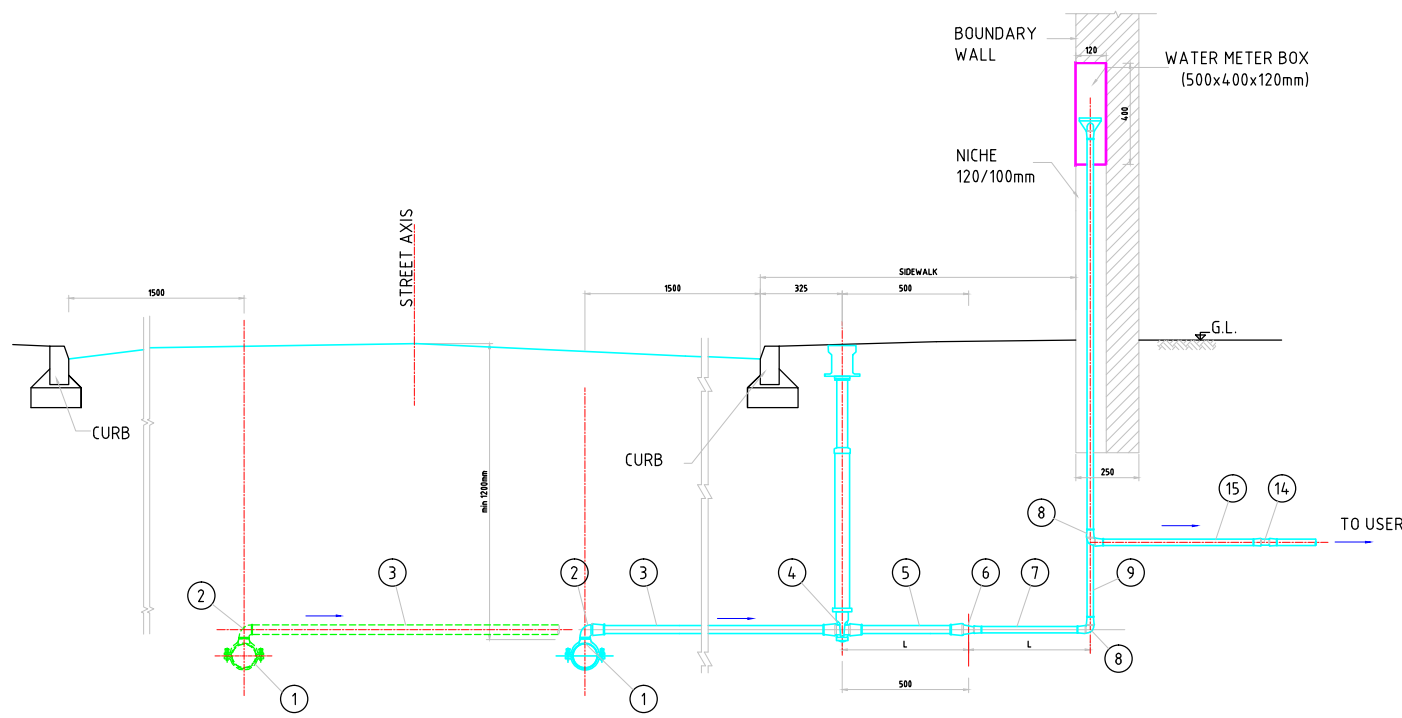 BOUNDARY
WALL
120
WATER METER BOX
(500x400x120mm)
400
NICHE
120/100mm
STREET AXIS
SIDEWALK
1500
1500
325
500
G.L.
CURB
CURB
min 1200mm
250
15
14
8
TO USER
2
3
2
3
4
5
6
7
9
L
L
8
500
1
1